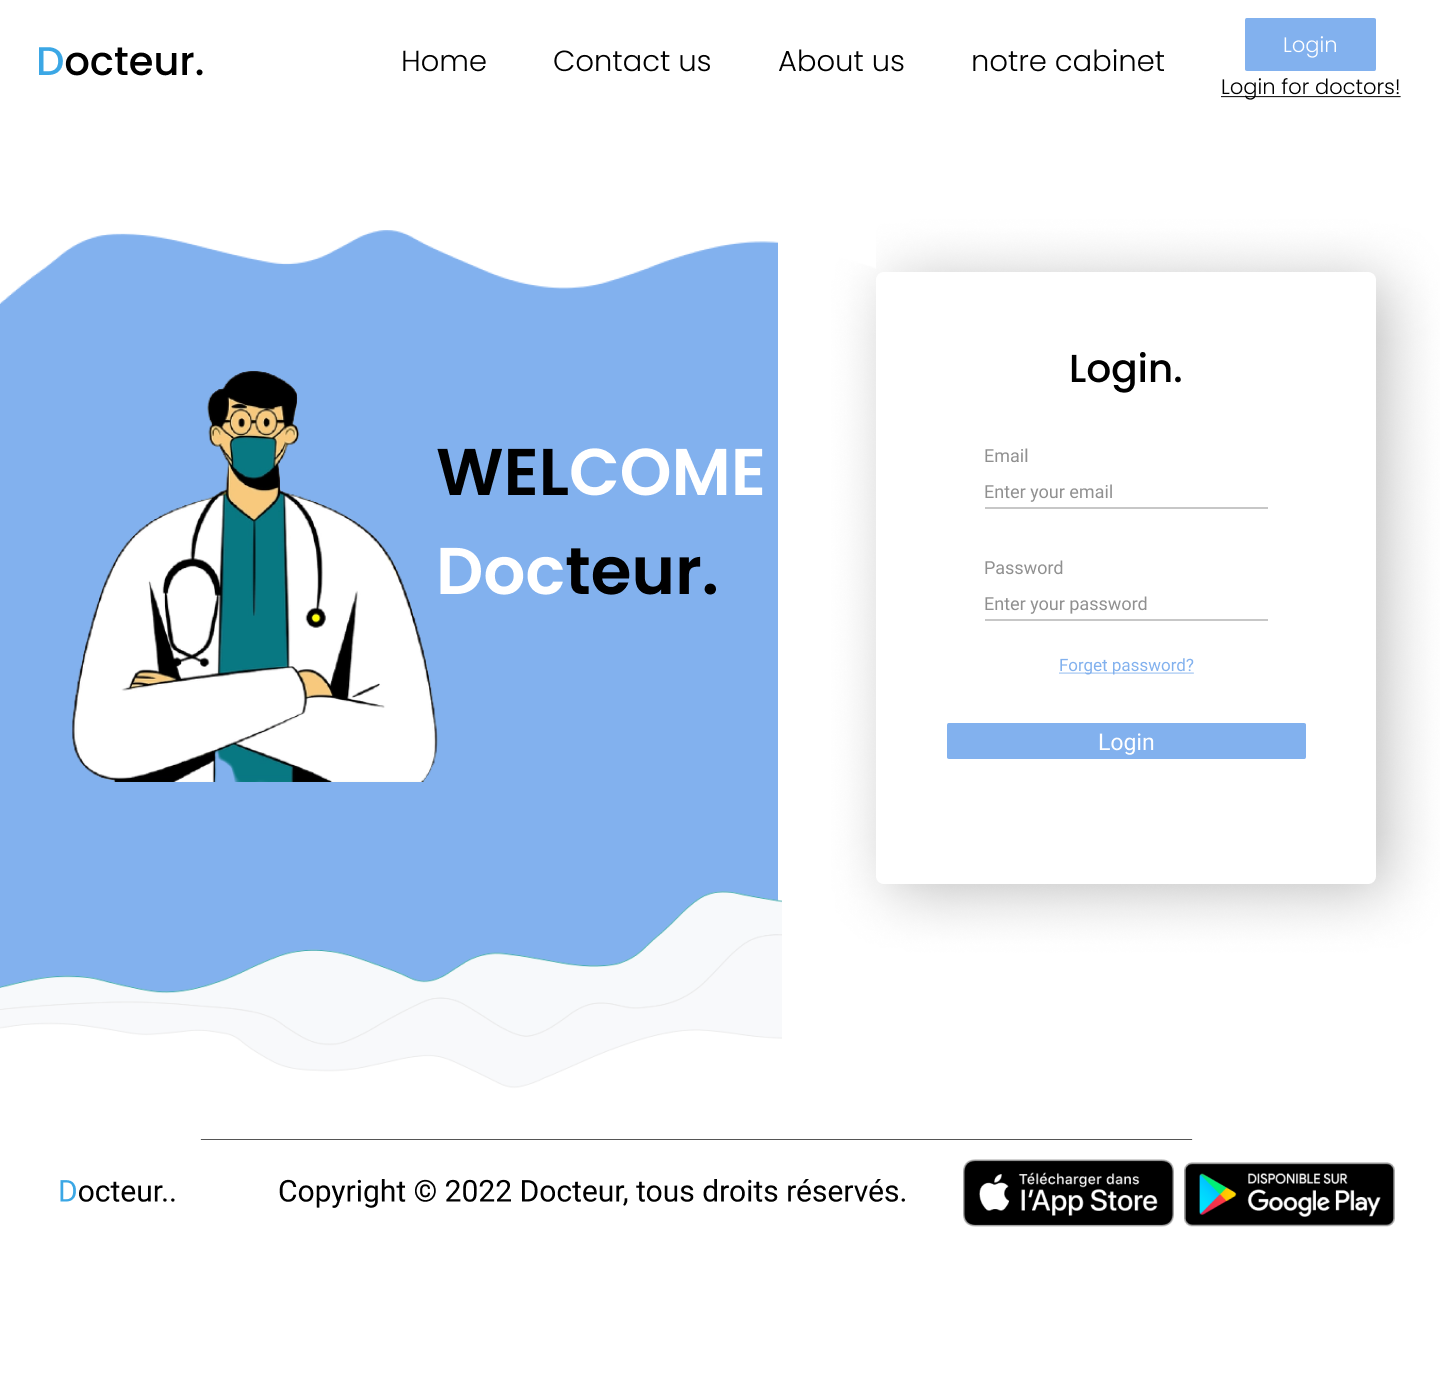 Docteur.
Home
Contact us
About us
notre cabinet
Login
Login for doctors!
WELCOME
Docteur.
Login.
Email
Enter your email
Password
Enter your password
Forget password?
Login
Docteur..
Copyright © 2022 Docteur, tous droits réservés.
Télécharger dans
l'App Store
DISPONIBLE SUR
Google Play